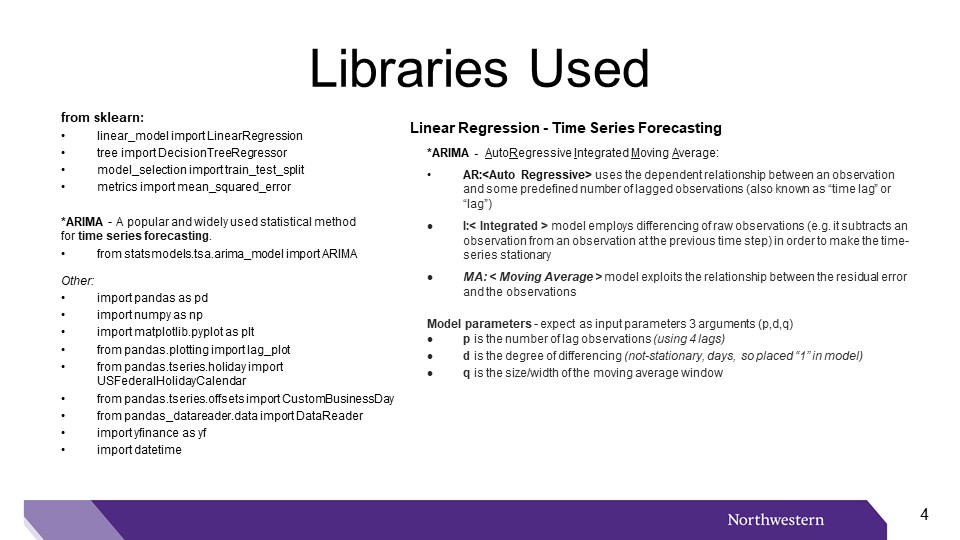 Libraries Used
from sklearn:
• linear_model import LinearRegression
• tree import DecisionTreeRegressor
• model_selection import train_test_split
• metrics import mean_squared_error
*ARIMA - A popular and widely used statistical method
for time series forecasting.
• from statsmodels.tsa.arima_model import ARIMA
Other:
• import pandas as pd
• import numpy as np
• import matplotlib.pyplot as plt
• from pandas.plotting import lag_plot
• from pandas.tseries.holiday import
USFederalHolidayCalendar
• from pandas.tseries.offsets import CustomBusinessDay
• from pandas_datareader.data import DataReader
• import yfinance as yf
• import datetime
Linear Regression - Time Series Forecasting
*ARIMA - AutoRegressive Integrated Moving Average:
• AR:<Auto Regressive> uses the dependent relationship between an observation
and some predefined number of lagged observations (also known as “time lag” or
“lag”)
● I:< Integrated > model employs differencing of raw observations (e.g. it subtracts an
observation from an observation at the previous time step) in order to make the time-
series stationary
● MA: < Moving Average > model exploits the relationship between the residual error
and the observations
Model parameters - expect as input parameters 3 arguments (p,d,q)
● p is the number of lag observations (using 4 lags)
● d is the degree of differencing (not-stationary, days, so placed “1” in model)
● q is the size/width of the moving average window
Northwestern
4